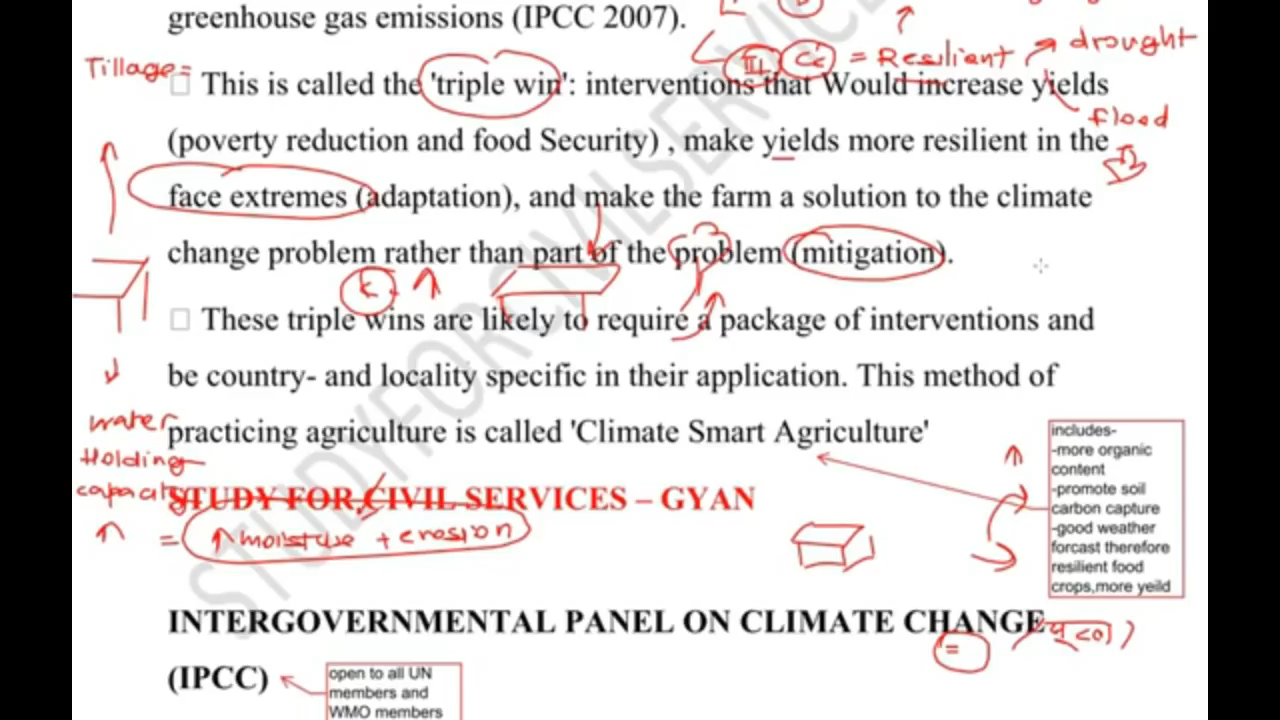 greenhouse gas emissions (IPCC 2007).
Tillage=
= Resilient
drought
flood
This is called the 'triple win': interventions that Would increase yields
(poverty reduction and food Security) , make yields more resilient in the
face extremes (adaptation), and make the farm a solution to the climate
change problem rather than part of the problem (mitigation).
These triple wins are likely to require a package of interventions and
be country- and locality specific in their application. This method of
practicing agriculture is called 'Climate Smart Agriculture'
water
Holding
capacity
STUDY FOR CIVIL SERVICES – GYAN
= ↑ moisture + erosion
includes-
-more organic
content
-promote soil
carbon capture
-good weather
forcast therefore
resilient food
crops,more yeild
INTERGOVERNMENTAL PANEL ON CLIMATE CHANGE
(IPCC)
open to all UN
members and
WMO members
STUDYFORCIVILSERVICES